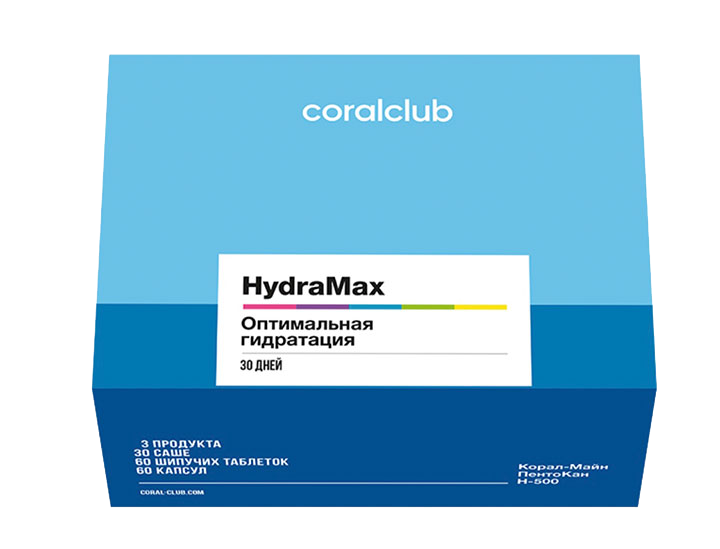 coralclub
HydraMax
Оптимальная
гидратация
30 ДНЕЙ
3 ПРОДУКТА
30 САШЕ
60 ШИПУЧИХ ТАБЛЕТОК
60 КАПСУЛ
CORAL-CLUB.COM
Корал-Майн
ПентоКан
H-500